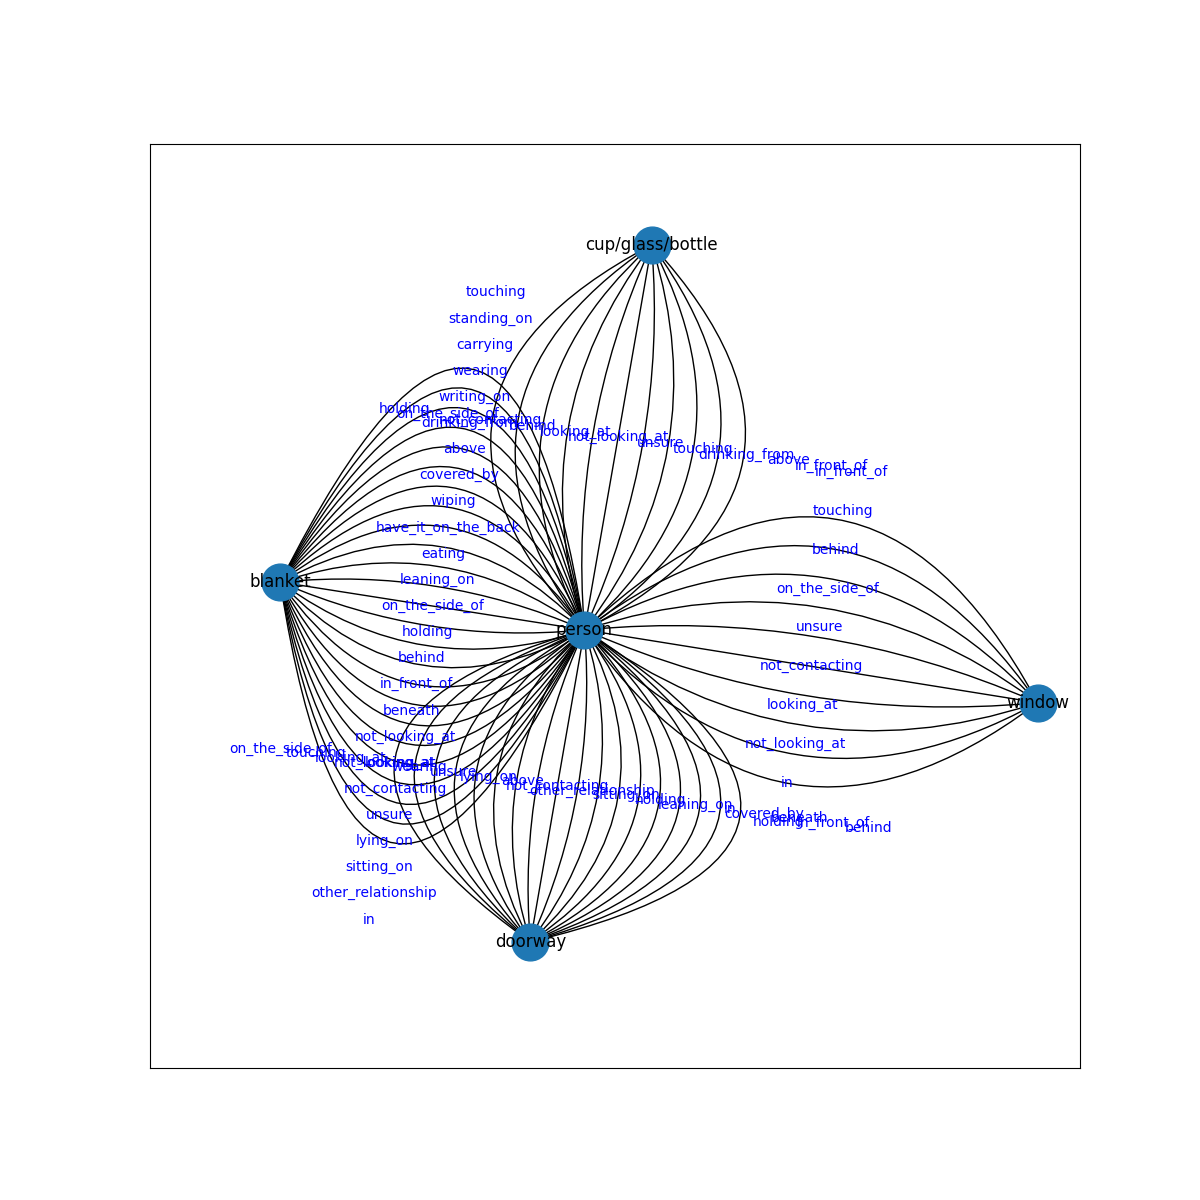 cup/glass/bottle
touching
standing_on
carrying
wearing
writing_on
holding
on_the_side_of
not_contacting
drinking_from
behind
looking_at
not_looking_at
unsure
touching
drinking_from
above
in_front_of
in_front_of
above
covered_by
wiping
have_it_on_the_back
eating
leaning_on
on_the_side_of
holding
behind
in_front_of
beneath
not_looking_at
blanket
person
window
touching
behind
on_the_side_of
unsure
not_contacting
looking_at
not_looking_at
in
on_the_side_of
touching
looking_at
not_looking_at
looking_at
wearing
unsure
lying_on
above
not_contacting
other_relationship
sitting_on
holding
leaning_on
in
covered_by
beneath
holding
in_front_of
behind
not_contacting
unsure
lying_on
sitting_on
other_relationship
in
doorway